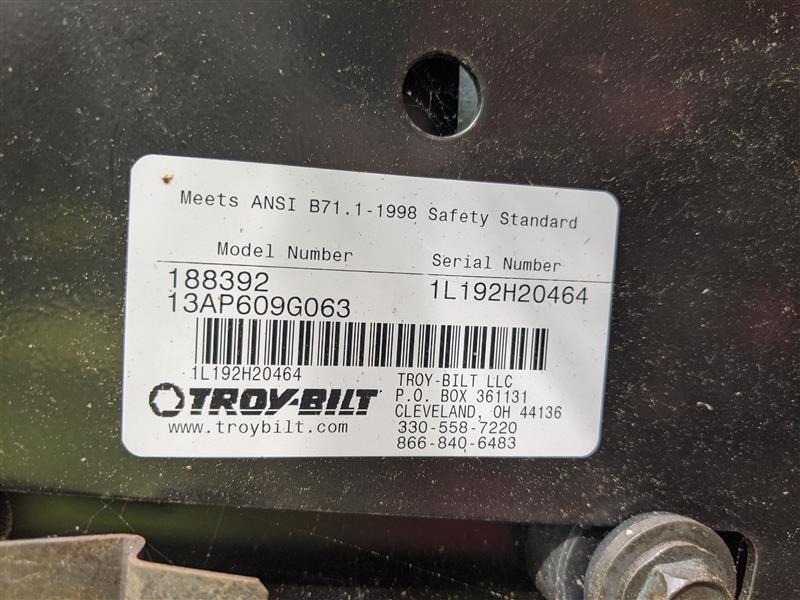 Meets ANSI B71.1-1998 Safety Standard
Model Number Serial Number
188392 1L192H20464
13AP609G063
1L192H20464
TROY-BILT
www.troybilt.com
TROY-BILT LLC
P.O. BOX 361131
CLEVELAND, OH 44136
330-558-7220
866-840-6483